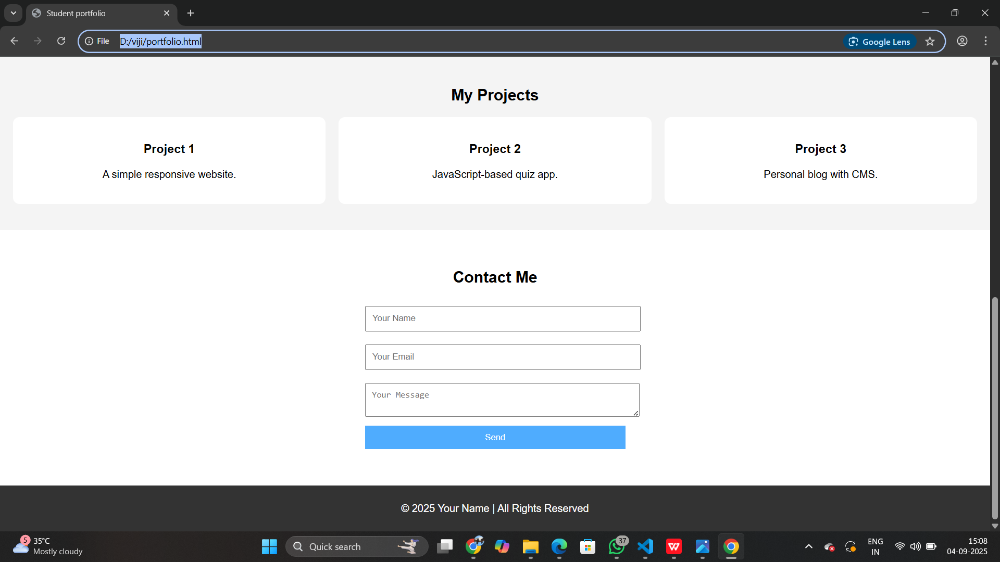 Student portfolio
File
D:/viji/portfolio.html
Google Lens
My Projects
Project 1
A simple responsive website.
Project 2
JavaScript-based quiz app.
Project 3
Personal blog with CMS.
Contact Me
Your Name
Your Email
Your Message
Send
© 2025 Your Name | All Rights Reserved
5
35°C
Mostly cloudy
Quick search
37
W
ENG
IN
15:08
04-09-2025